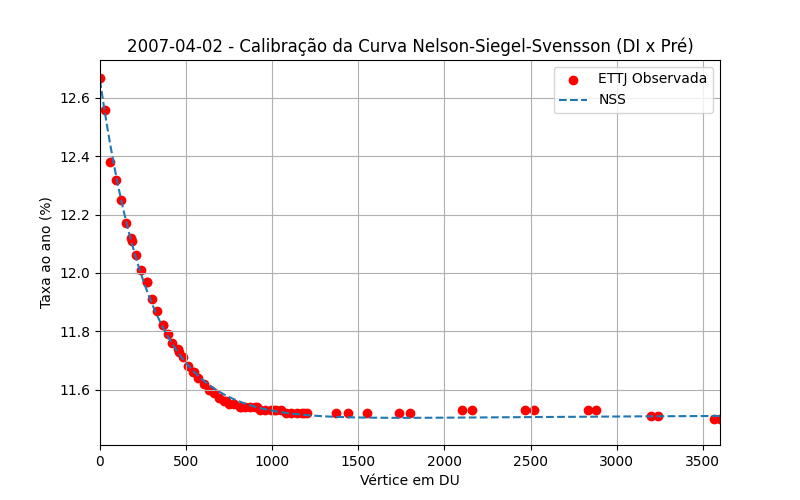 2007-04-02 - Calibração da Curva Nelson-Siegel-Svensson (DI x Pré)
ETTJ Observada
NSS
Taxa ao ano (%)
12.6
12.4
12.2
12.0
11.8
11.6
0 500 1000 1500 2000 2500 3000 3500
Vértice em DU